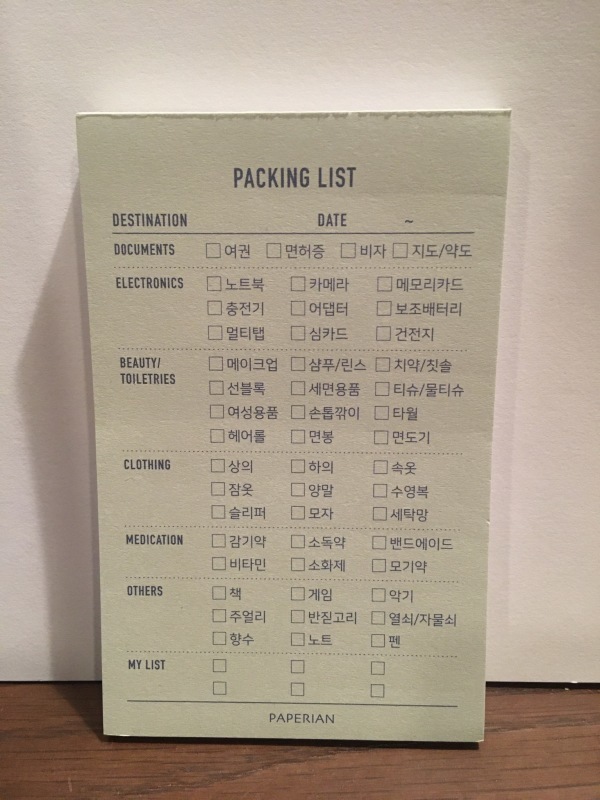 PACKING LIST
DESTINATION DATE ~
DOCUMENTS □ 여권 □ 면허증 □ 비자 □ 지도/약도
ELECTRONICS □ 노트북 □ 카메라 □ 메모리카드
□ 충전기 □ 어댑터 □ 보조배터리
□ 멀티탭 □ 심카드 □ 건전지
BEAUTY/ □ 메이크업 □ 샴푸/린스 □ 치약/칫솔
TOILETRIES □ 선블록 □ 세면용품 □ 티슈/물티슈
□ 여성용품 □ 손톱깎이 □ 타월
□ 헤어롤 □ 면봉 □ 면도기
CLOTHING □ 상의 □ 하의 □ 속옷
□ 잠옷 □ 양말 □ 수영복
□ 슬리퍼 □ 모자 □ 세탁망
MEDICATION □ 감기약 □ 소독약 □ 밴드에이드
□ 비타민 □ 소화제 □ 모기약
OTHERS □ 책 □ 게임 □ 악기
□ 주얼리 □ 반짇고리 □ 열쇠/자물쇠
□ 향수 □ 노트 □ 펜
MY LIST □ □ □
□ □ □
PAPERIAN